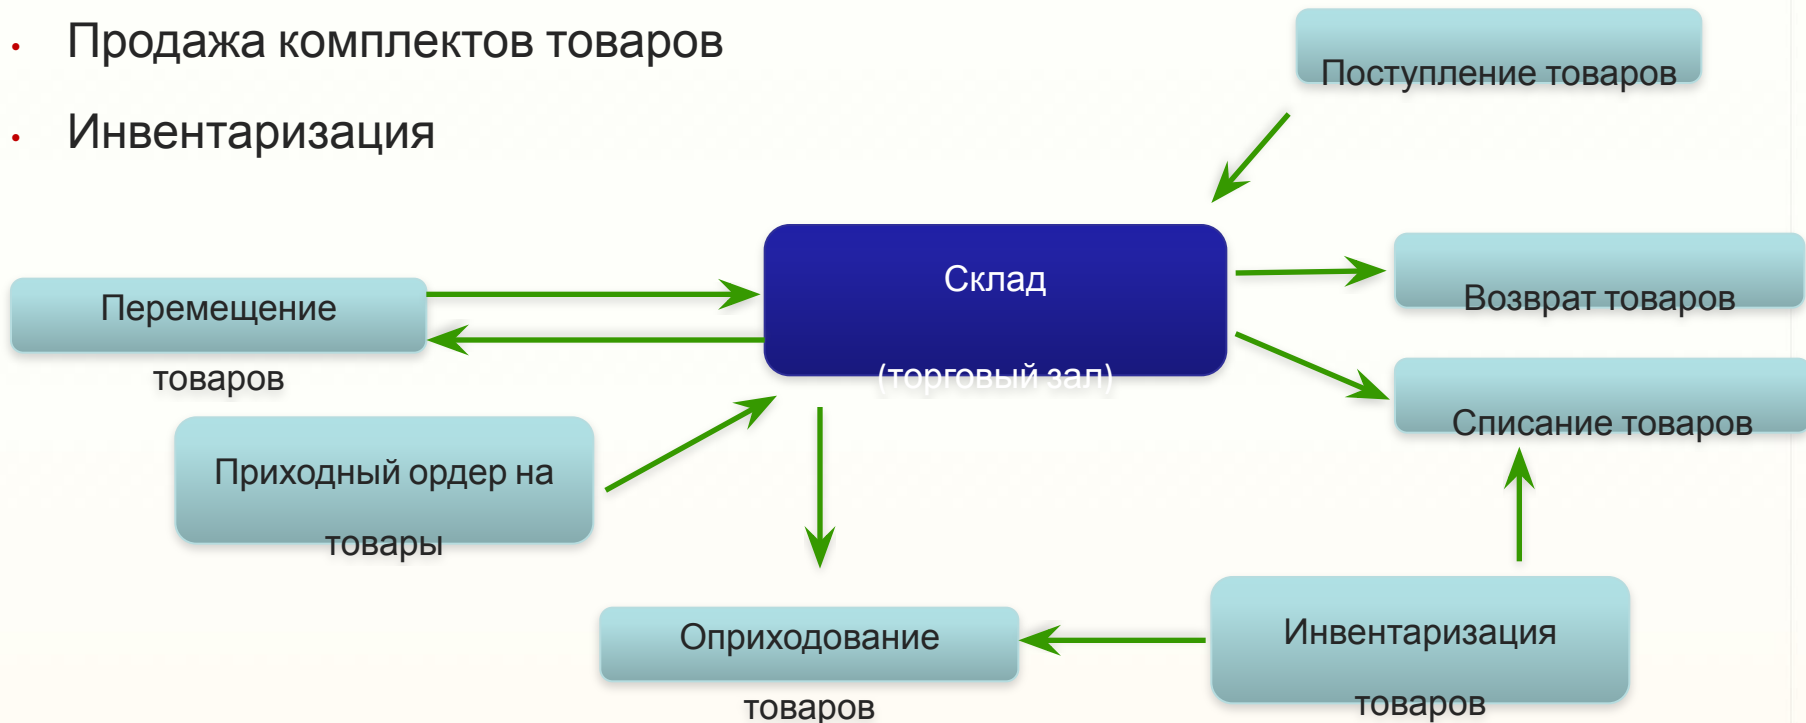 • Продажа комплектов товаров
• Инвентаризация
Поступление товаров
Склад
(торговый зал)
Перемещение
товаров
Возврат товаров
Списание товаров
Приходный ордер на
товары
Оприходование
товаров
Инвентаризация
товаров